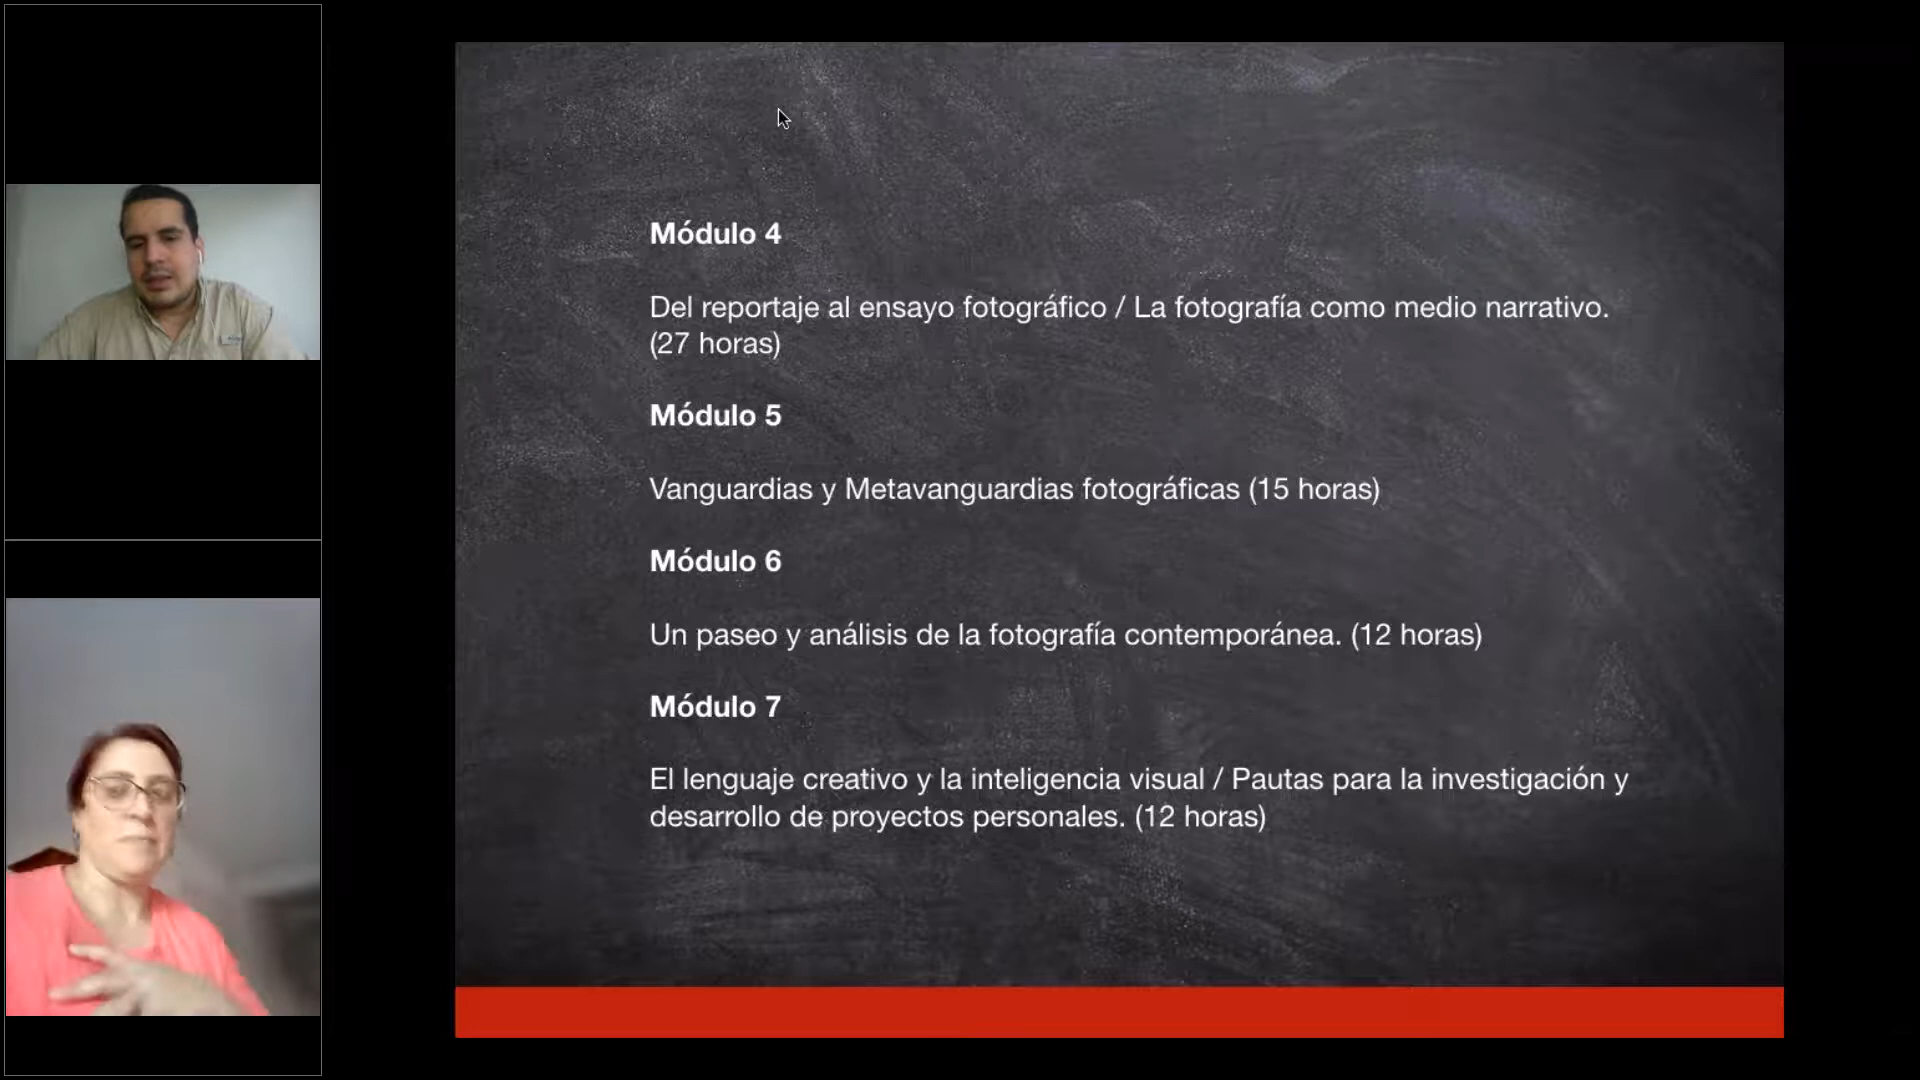 Módulo 4
Del reportaje al ensayo fotográfico / La fotografía como medio narrativo.
(27 horas)
Módulo 5
Vanguardias y Metavanguardias fotográficas (15 horas)
Módulo 6
Un paseo y análisis de la fotografía contemporánea. (12 horas)
Módulo 7
El lenguaje creativo y la inteligencia visual / Pautas para la investigación y
desarrollo de proyectos personales. (12 horas)